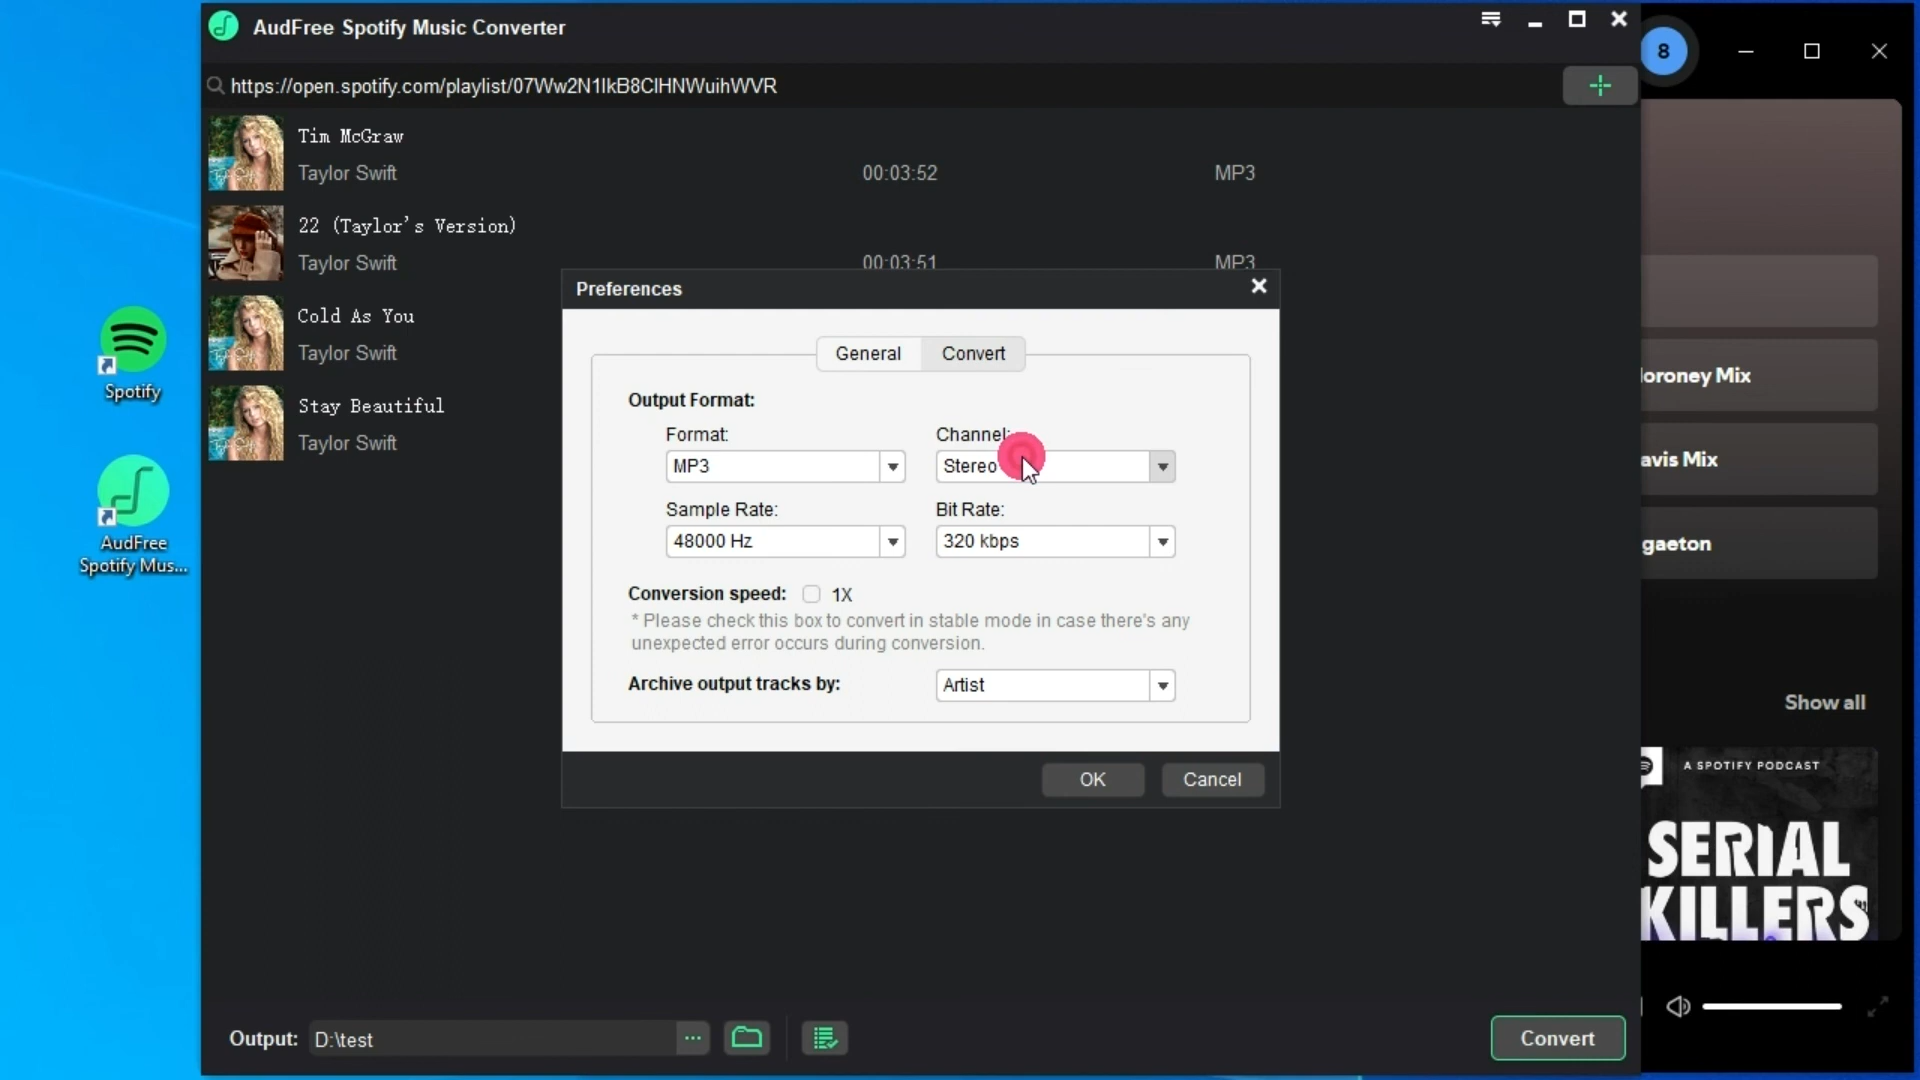 AudFree Spotify Music Converter
8
https://open.spotify.com/playlist/07Ww2N1IkB8ClHNWuihWVR
Tim McGraw
Taylor Swift
00:03:52
MP3
22 (Taylor's Version)
Taylor Swift
00:03:51
MP3
Cold As You
Taylor Swift
Stay Beautiful
Taylor Swift
Preferences
General
Convert
Output Format:
Format:
Channel:
MP3
Stereo
Sample Rate:
Bit Rate:
48000 Hz
320 kbps
Conversion speed:
1X
* Please check this box to convert in stable mode in case there's any
unexpected error occurs during conversion.
Archive output tracks by:
Artist
OK
Cancel
Spotify
AudFree
Spotify Mus...
oroney Mix
avis Mix
gaeton
Show all
A SPOTIFY PODCAST
SERIAL
KILLERS
Output:
D:\test
Convert